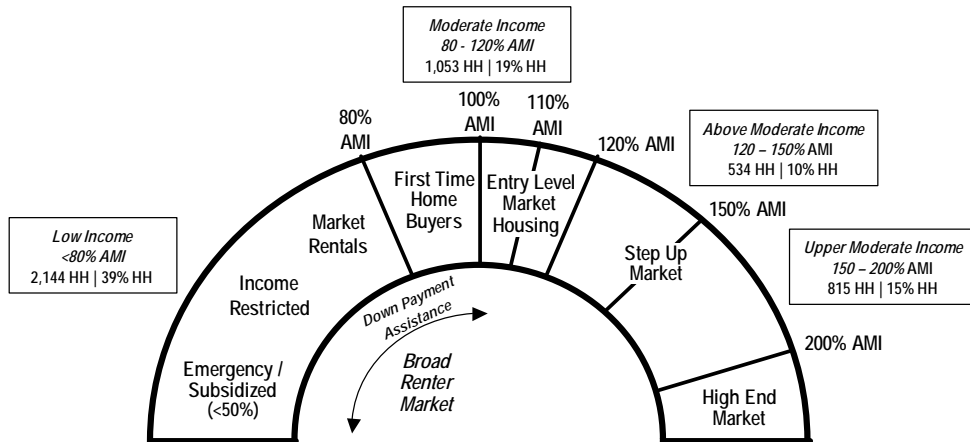 Moderate Income
80 - 120% AMI
1,053 HH | 19% HH
100%
AMI
110%
AMI
80%
AMI
120% AMI
Above Moderate Income
120 – 150% AMI
534 HH | 10% HH
150% AMI
First Time
Home
Buyers
Entry Level
Market
Housing
Market
Rentals
Low Income
<80% AMI
2,144 HH | 39% HH
Step Up
Market
Upper Moderate Income
150 – 200% AMI
815 HH | 15% HH
Income
Restricted
Down Payment
Assistance
200% AMI
Emergency /
Subsidized
(<50%)
Broad
Renter
Market
High End
Market